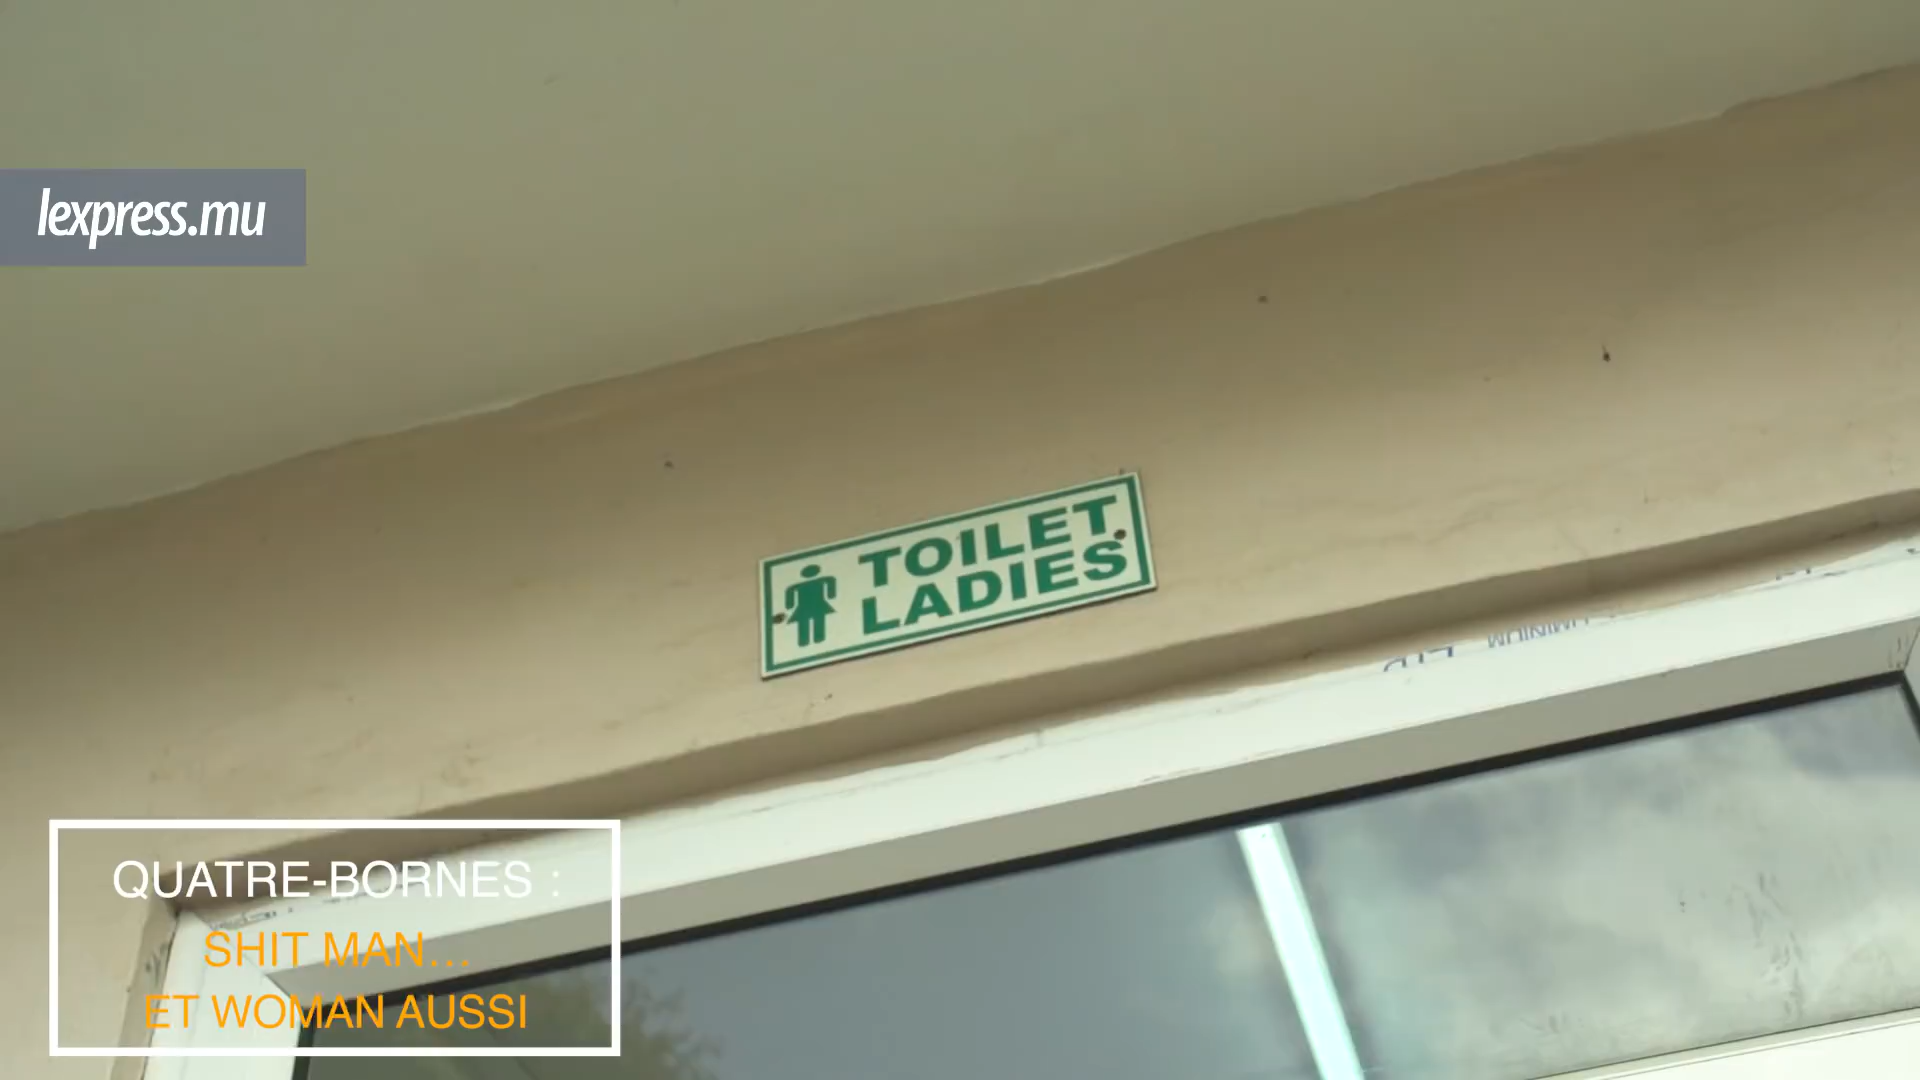 lexpress.mu
TOILET
LADIES
QUATRE-BORNES :
SHIT MAN...
ET WOMAN AUSSI